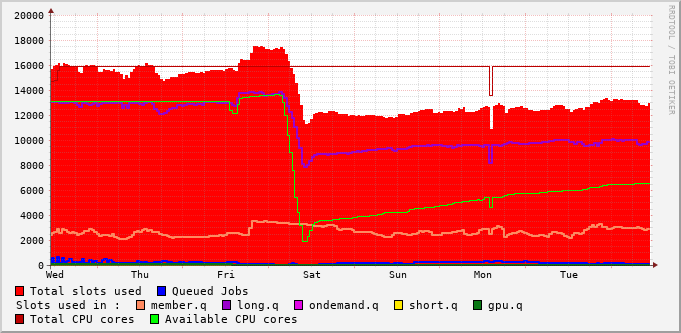 20000
18000
16000
14000
12000
10000
8000
6000
4000
2000
0
Wed Thu Fri Sat Sun Mon Tue
Total slots used Queued Jobs
Slots used in : member.q long.q ondemand.q short.q gpu.q
Total CPU cores Available CPU cores
RRDTOOL / TOBI OETIKER